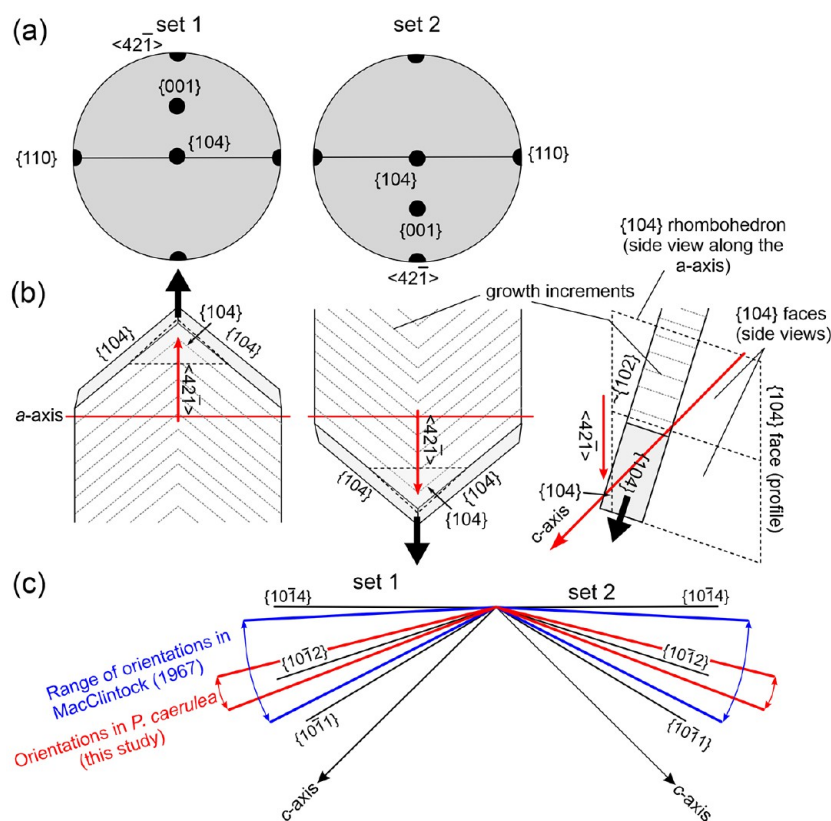 (a)
set 1
set 2
<421̅>
{001}
{104}
{110}
{104}
{001}
{110}
<421̅>
{104} rhombohedron
(side view along the
a-axis)
(b)
growth increments
{104} faces
(side views)
{104}
{104}
{104}
<421̅>
a-axis
<421̅>
{104}
{104}
{104}
{102}
<421̅>
{104}
{104}
{104} face (profile)
c-axis
(c)
set 1
set 2
{101̅4}
{101̅4}
{101̅2}
{101̅2}
Range of orientations in
MacClintock (1967)
Orientations in P. caerulea
(this study)
{101̅1}
{101̅1}
c-axis
c-axis